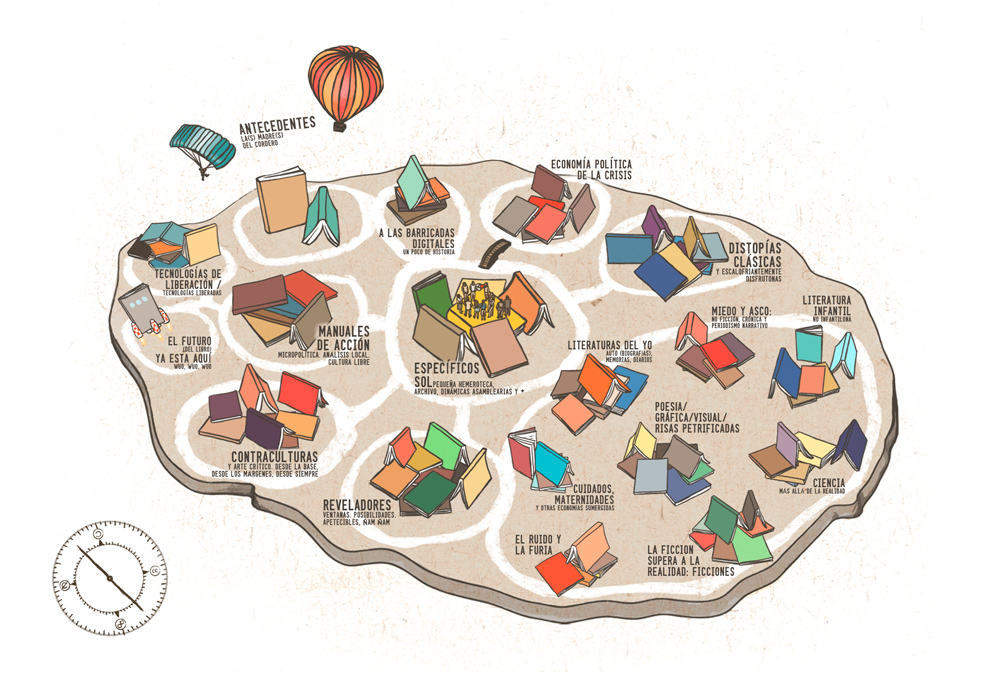 ANTECEDENTES
LA(S) MADRE(S)
DEL CORDERO
ECONOMÍA POLÍTICA
DE LA CRISIS
A LAS BARRICADAS
DIGITALES
UN POCO DE HISTORIA
DISTOPÍAS
CLÁSICAS
Y ESCALOFRIANTEMENTE
DISFRUTONAS
TECNOLOGÍAS DE
LIBERACIÓN /
TECNOLOGÍAS LIBERADAS
EL FUTURO
(DEL LIBRO)
YA ESTA AQUÍ
WUO, WUO, WUO
MANUALES
DE ACCIÓN
MICROPOLÍTICA. ANÁLISIS LOCAL.
CULTURA LIBRE
ESPECÍFICOS
SOL PEQUEÑA HEMEROTECA,
ARCHIVO, DINÁMICAS ASAMBLEARIAS Y +
LITERATURAS DEL YO
AUTO (BIOGRAFÍAS),
MEMORIAS, DIARIOS
MIEDO Y ASCO:
NO FICCIÓN, CRÓNICA Y
PERIODISMO NARRATIVO
LITERATURA
INFANTIL
NO INFANTILONA
CONTRACULTURAS
Y ARTE CRÍTICO. DESDE LA BASE,
DESDE LOS MÁRGENES, DESDE SIEMPRE
REVELADORES
VENTANAS, POSIBILIDADES.
APETECIBLES, ÑAM ÑAM
POESIA/
GRÁFICA/VISUAL/
RISAS PETRIFICADAS
CUIDADOS,
MATERNIDADES
Y OTRAS ECONOMÍAS SUMERGIDAS
CIENCIA
MÁS ALLÁ DE LA REALIDAD
EL RUIDO Y
LA FURIA
LA FICCION
SUPERA A LA
REALIDAD: FICCIONES